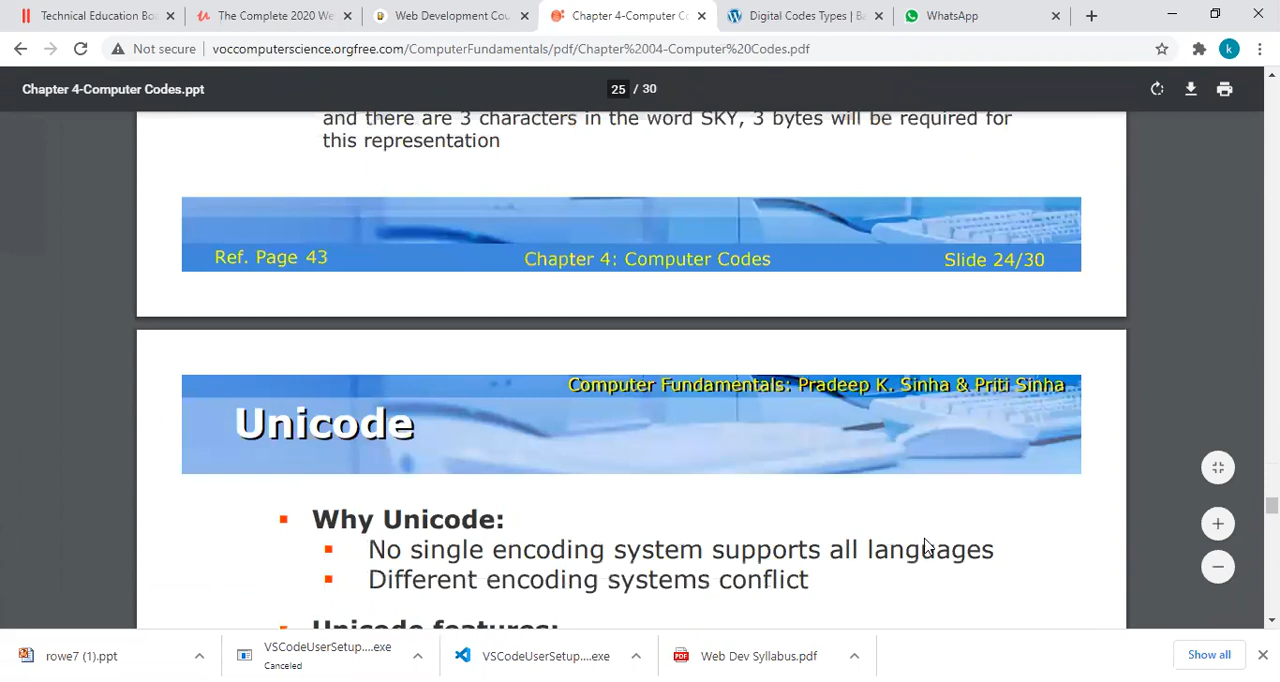 Technical Education Boa
The Complete 2020 We
Web Development Cou
Chapter 4-Computer Co
Digital Codes Types | Ba
WhatsApp
Not secure
voccomputerscience.orgfree.com/ComputerFundamentals/pdf/Chapter%2004-Computer%20Codes.pdf
k
Chapter 4-Computer Codes.ppt
25 / 30
and there are 3 characters in the word SKY, 3 bytes will be required for
this representation
Ref. Page 43
Chapter 4: Computer Codes
Slide 24/30
Computer Fundamentals: Pradeep K. Sinha & Priti Sinha
Unicode
Why Unicode:
No single encoding system supports all languages
Different encoding systems conflict
Unicode features:
rowe7 (1).ppt
VSCodeUserSetup....exe
Canceled
VSCodeUserSetup....exe
Web Dev Syllabus.pdf
Show all